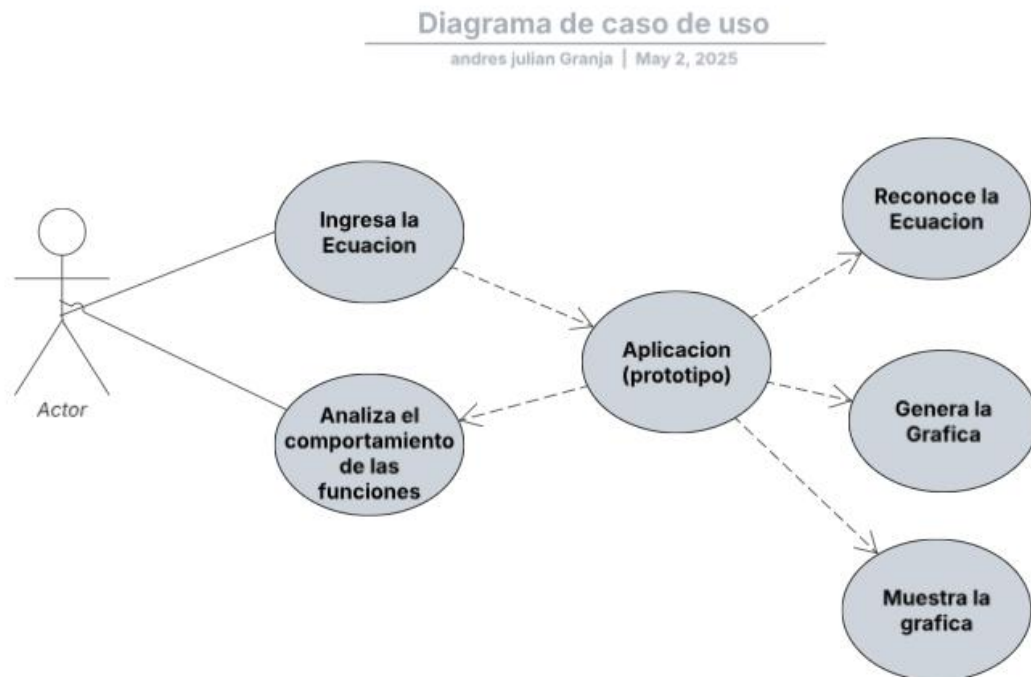 Diagrama de caso de uso
andres julian Granja | May 2, 2025
Ingresa la
Ecuacion
Reconoce la
Ecuacion
Aplicacion
(prototipo)
Actor
Analiza el
comportamiento
de las
funciones
Genera la
Grafica
Muestra la
grafica